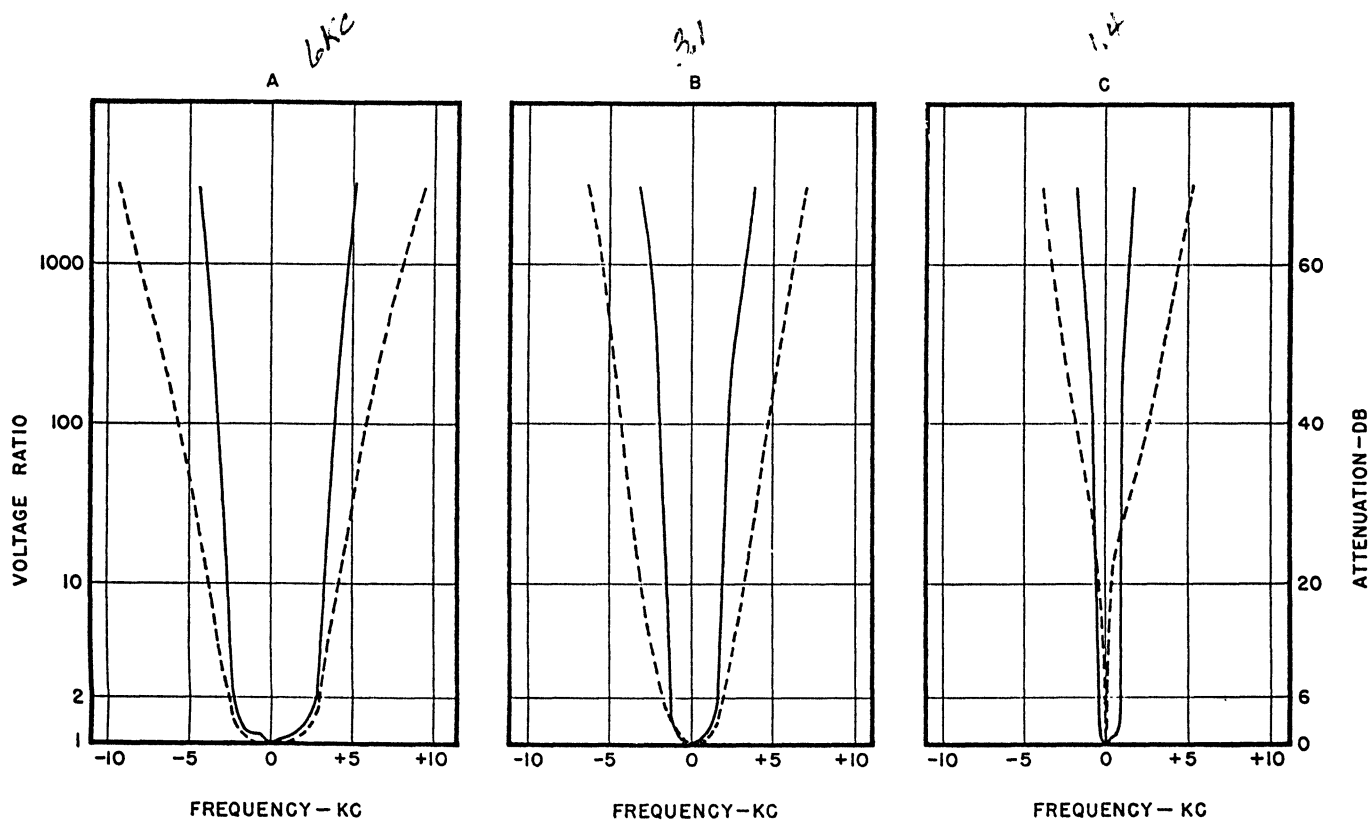 6KC
3.1
1.4
A
B
C
1000
100
10
2
1
60
40
20
6
0
VOLTAGE RATIO
ATTENUATION-DB
-10 -5 0 +5 +10
-10 -5 0 +5 +10
-10 -5 0 +5 +10
FREQUENCY-KC
FREQUENCY-KC
FREQUENCY-KC